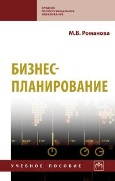 М.В. Романова
БИЗНЕС-
ПЛАНИРОВАНИЕ
УЧЕБНОЕ ПОСОБИЕ